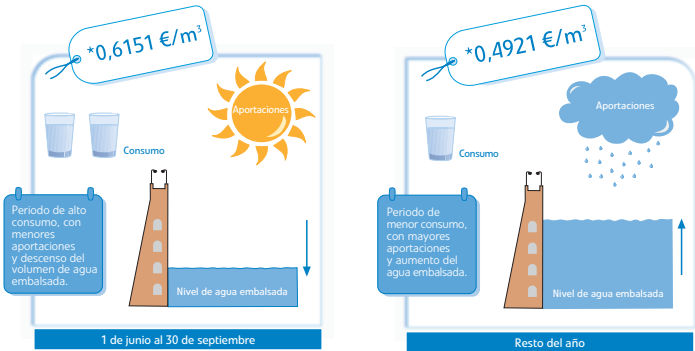 *0,6151 €/m³
Aportaciones
Consumo
Periodo de alto
consumo, con
menores
aportaciones
y descenso del
volumen de agua
embalsada.
Nivel de agua embalsada
1 de junio al 30 de septiembre
*0,4921 €/m³
Aportaciones
Consumo
Periodo de
menor consumo,
con mayores
aportaciones
y aumento del
agua embalsada.
Nivel de agua embalsada
Resto del año